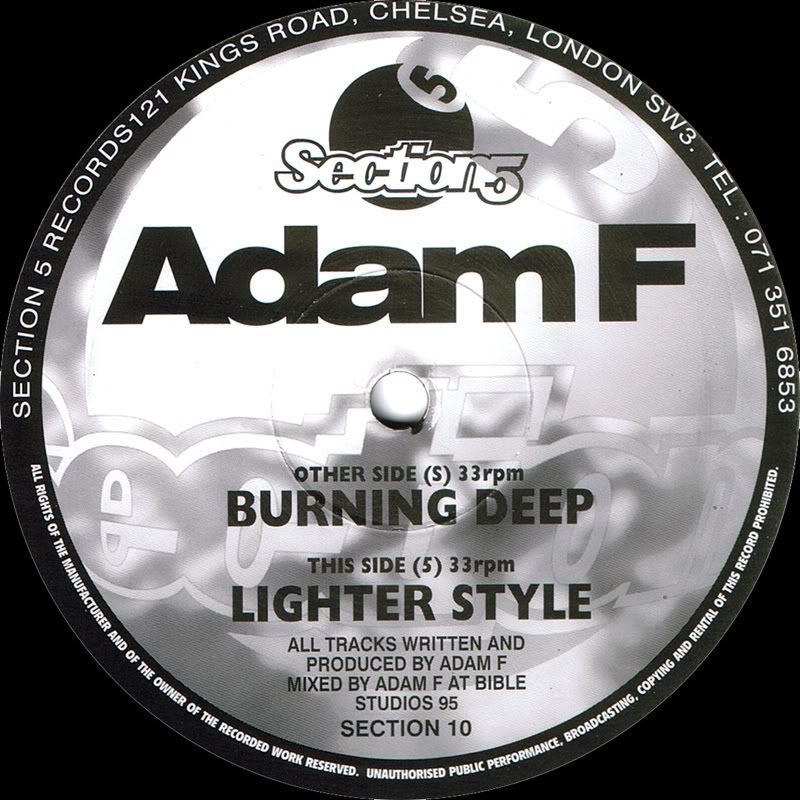 SECTION 5 RECORDS121 KINGS ROAD, CHELSEA, LONDON SW3. TEL : 071 351 6853
5
5
Section5
Adam F
OTHER SIDE (S) 33rpm
BURNING DEEP
THIS SIDE (5) 33rpm
LIGHTER STYLE
ALL TRACKS WRITTEN AND
PRODUCED BY ADAM F
MIXED BY ADAM F AT BIBLE
STUDIOS 95
SECTION 10
ALL RIGHTS OF THE MANUFACTURER AND OF THE OWNER OF THE RECORDED WORK RESERVED. UNAUTHORISED PUBLIC PERFORMANCE, BROADCASTING, COPYING AND RENTAL OF THIS RECORD PROHIBITED.